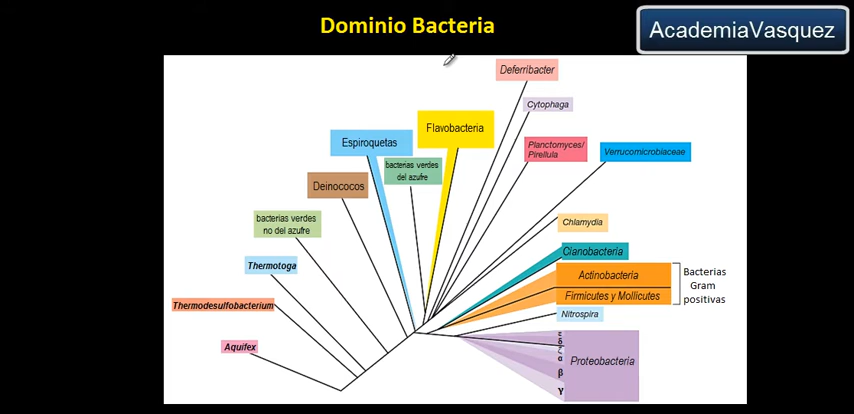 Dominio Bacteria
AcademiaVasquez
Deferribacter
Cytophaga
Flavobacteria
Espiroquetas
Planctomyces/
Pirellula
Verrucomicrobiaceae
bacterias verdes
del azufre
Deinococos
bacterias verdes
no del azufre
Chlamydia
Cianobacteria
Thermotoga
Actinobacteria
Bacterias
Gram
positivas
Firmicutes y Mollicutes
Thermodesulfobacterium
Nitrospira
Aquifex
ε
δ
ζ
α
β
γ
Proteobacteria